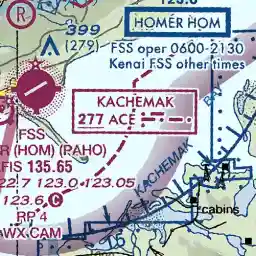 R
HOMER HOM
399
(279)
FSS oper 0600-2130
Kenai FSS other times
KACHEMAK
277 ACE
BAY
FSS
R (HOM) (PAHO)
135.65
22.7 123.0 123.05
123.6 C
KACHEMAK
RP 4
cabins
WX CAM